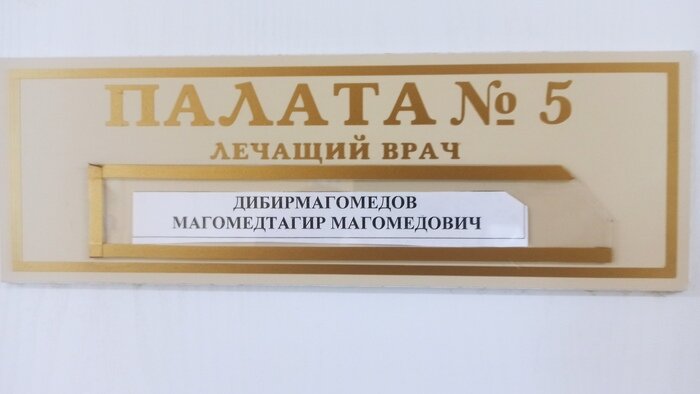 ПАЛАТА № 5
ЛЕЧАЩИЙ ВРАЧ
ДИБИРМАГОМЕДОВ
МАГОМЕДТАГИР МАГОМЕДОВИЧ